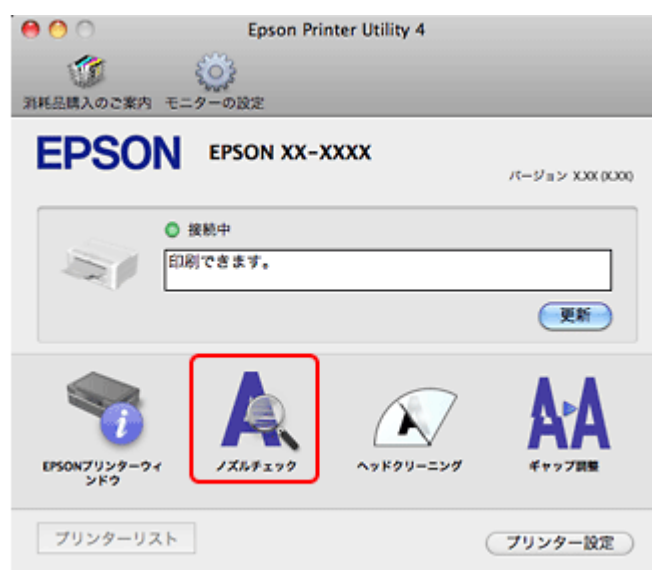 Epson Printer Utility 4
消耗品購入のご案内 モニターの設定
EPSON EPSON XX-XXXX
バージョン X.XX (X.XX)
接続中
印刷できます。
更新
EPSONプリンターウィ
ンドウ
ノズルチェック
ヘッドクリーニング
ギャップ調整
プリンターリスト
プリンター設定